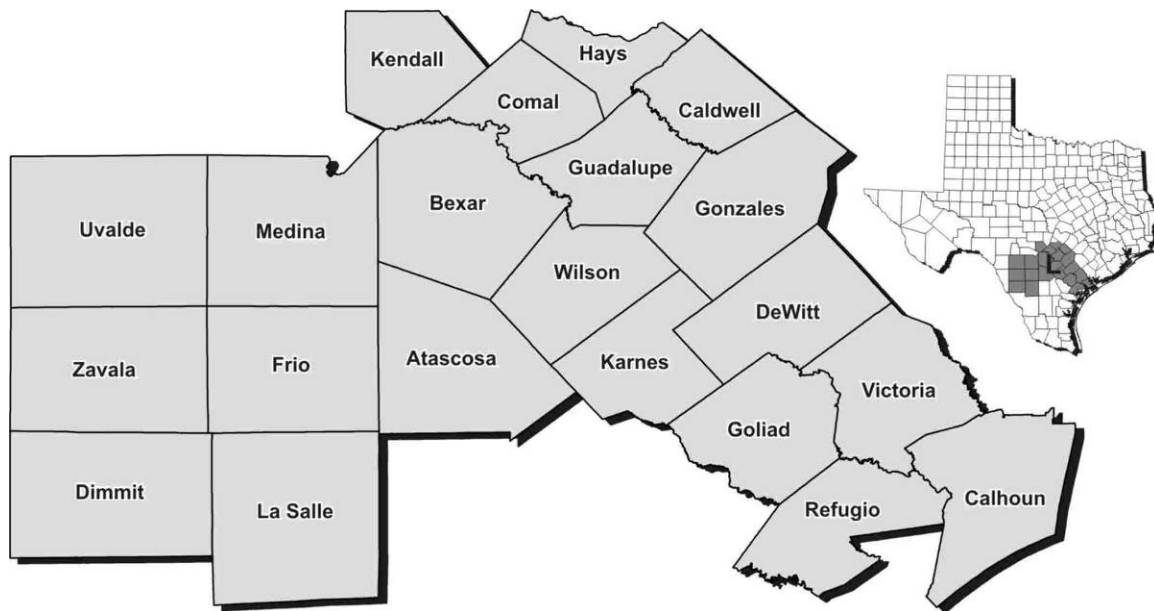 Kendall
Hays
Comal
Caldwell
Uvalde
Medina
Bexar
Guadalupe
Gonzales
Wilson
L
Zavala
Frio
Atascosa
Karnes
DeWitt
Victoria
Goliad
Dimmit
La Salle
Refugio
Calhoun